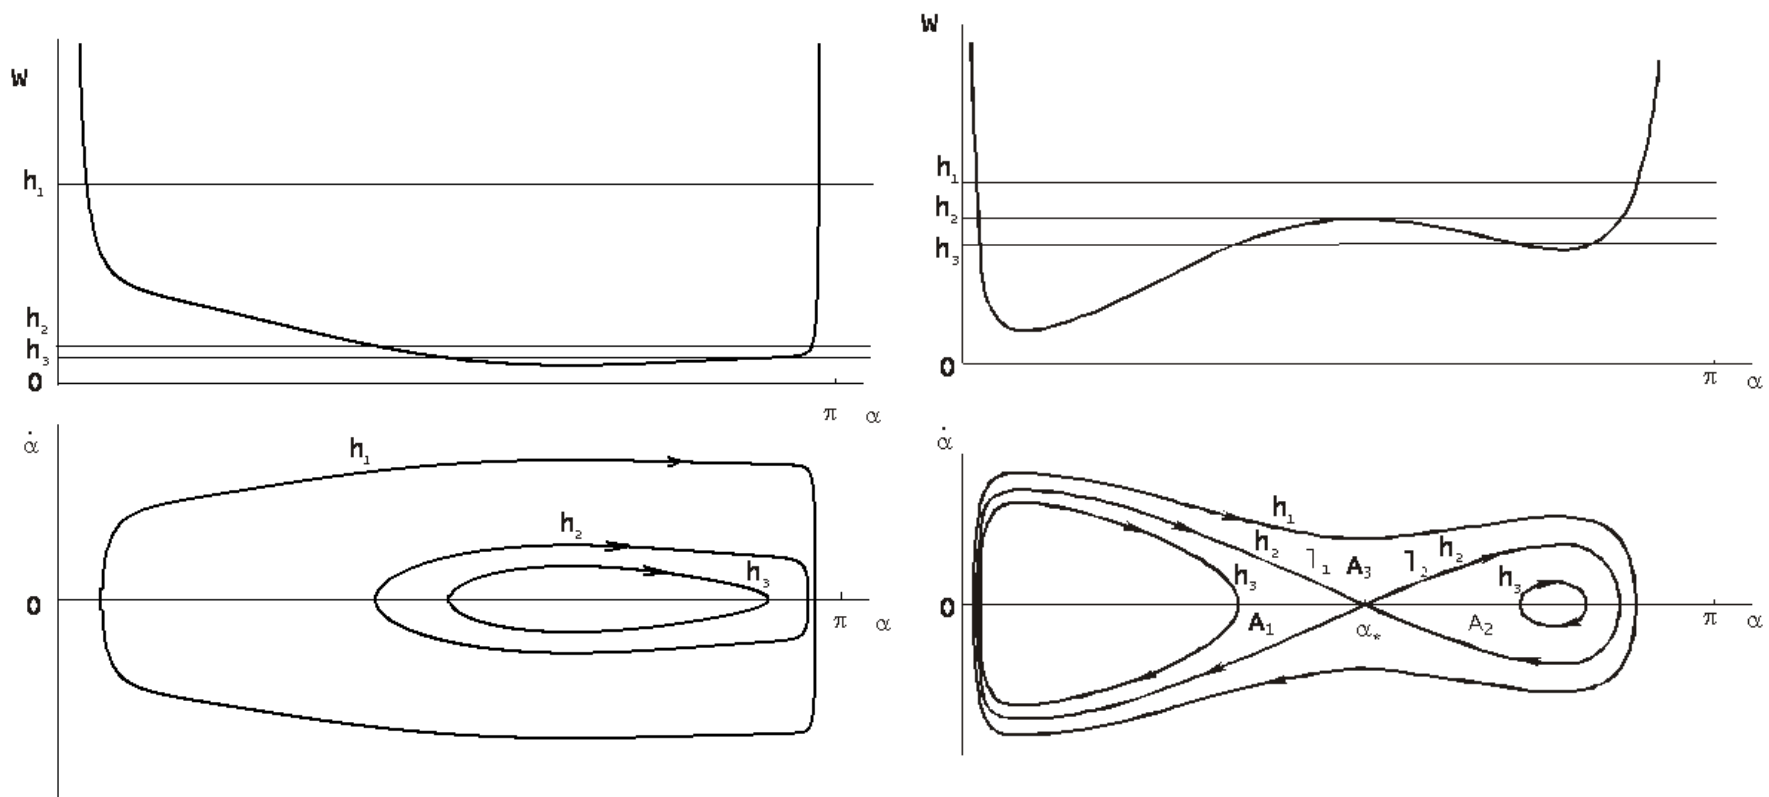 W
h₁
h₂
h₃
0
π α
α̇
h₁
h₂
h₃
0
π α
W
h₁
h₂
h₃
0
π α
α̇
h₁
h₂ l₁ A₃ l₂ h₂
h₃ h₃
0
A₁ α* A₂ π α